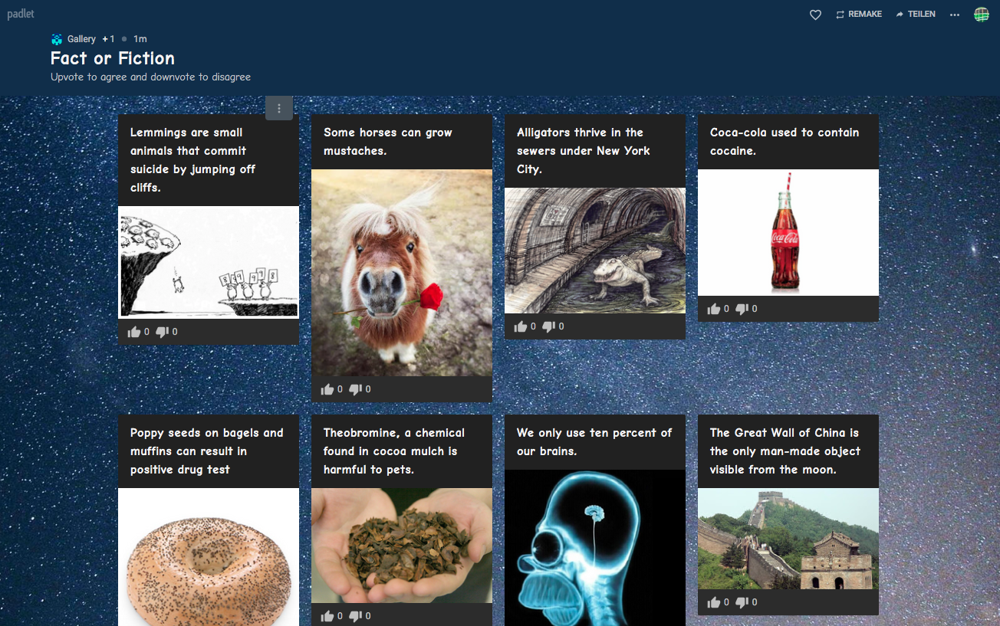 padlet
REMAKE
TEILEN
Gallery +1 1m
Fact or Fiction
Upvote to agree and downvote to disagree
Lemmings are small
animals that commit
suicide by jumping off
cliffs.
0 0
Some horses can grow
mustaches.
0 0
Alligators thrive in the
sewers under New York
City.
0 0
Coca-cola used to contain
cocaine.
Coca-Cola
0 0
Poppy seeds on bagels and
muffins can result in
positive drug test
Theobromine, a chemical
found in cocoa mulch is
harmful to pets.
0 0
We only use ten percent of
our brains.
The Great Wall of China is
the only man-made object
visible from the moon.
0 0